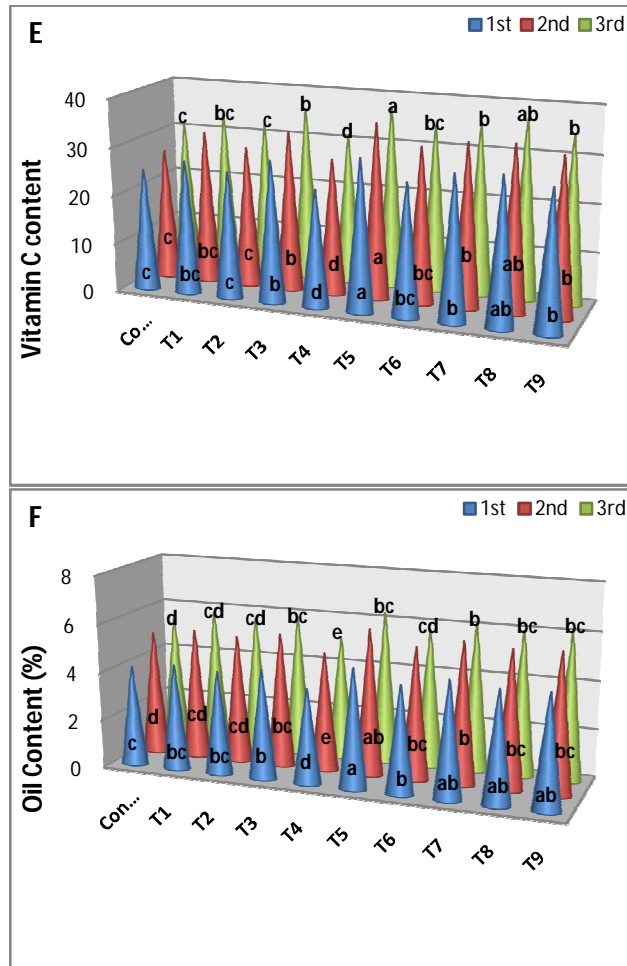 E
1st 2nd 3rd
40
30
20
10
0
Vitamin C content
c bc c b d a bc b ab b
c bc c b d a bc b ab b
c bc c b d a bc b ab b
Co... T1 T2 T3 T4 T5 T6 T7 T8 T9
F
1st 2nd 3rd
8
6
4
2
0
Oil Content (%)
d cd cd bc e bc cd b bc bc
d cd cd bc e ab bc b bc bc
c bc bc b d a b ab ab ab
Con... T1 T2 T3 T4 T5 T6 T7 T8 T9